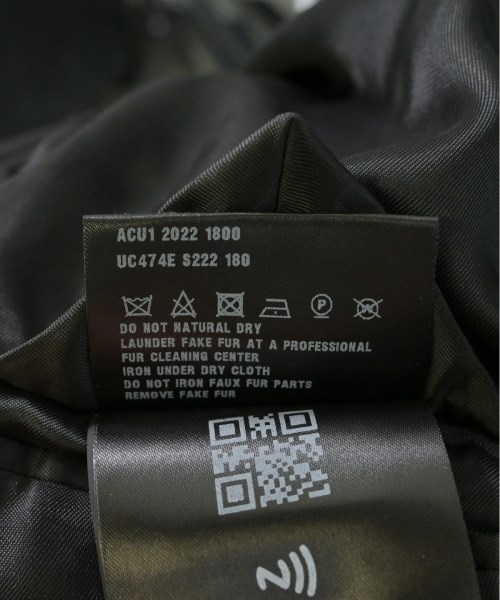 ACU1 2022 1800
UC474E S222 180
P
DO NOT NATURAL DRY
LAUNDER FAKE FUR AT A PROFESSIONAL
FUR CLEANING CENTER
IRON UNDER DRY CLOTH
DO NOT IRON FAUX FUR PARTS
REMOVE FAKE FUR